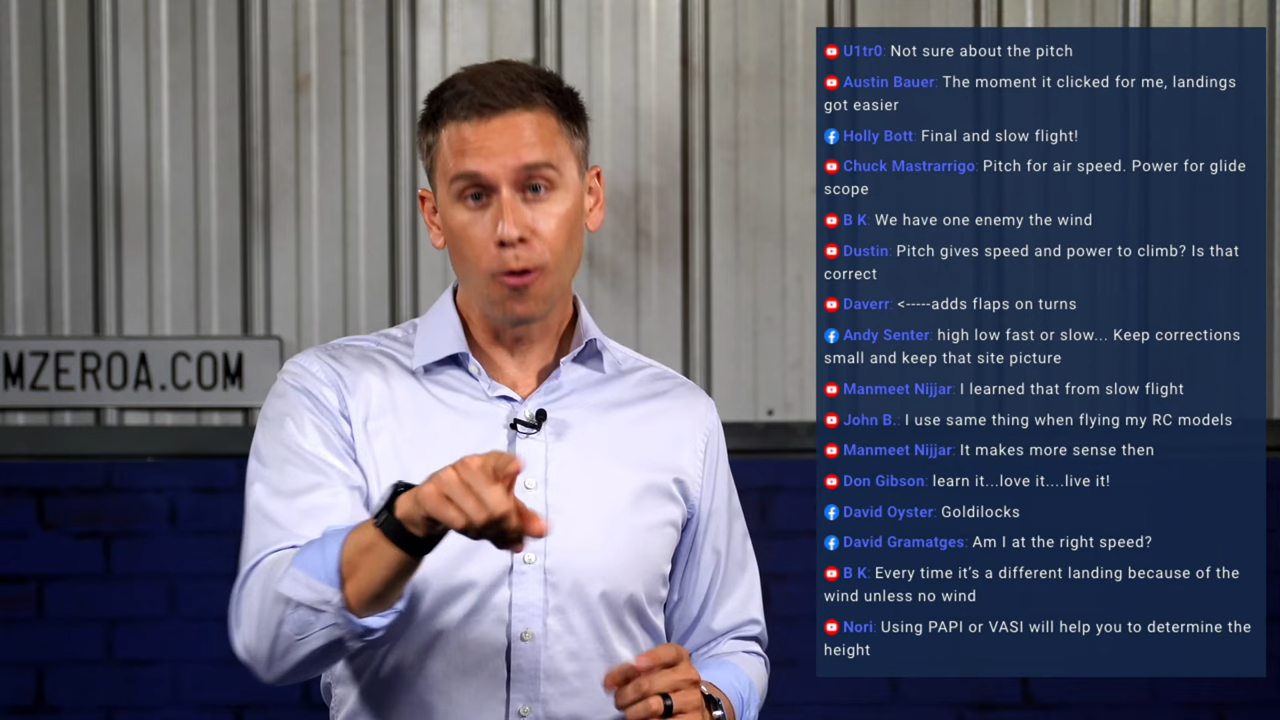 MZEROA.COM
U1tr0: Not sure about the pitch
Austin Bauer: The moment it clicked for me, landings
got easier
Holly Bott: Final and slow flight!
Chuck Mastrarrigo: Pitch for air speed. Power for glide
scope
B K: We have one enemy the wind
Dustin: Pitch gives speed and power to climb? Is that
correct
Daverr: <-----adds flaps on turns
Andy Senter: high low fast or slow... Keep corrections
small and keep that site picture
Manmeet Nijjar: I learned that from slow flight
John B.: I use same thing when flying my RC models
Manmeet Nijjar: It makes more sense then
Don Gibson: learn it...love it....live it!
David Oyster: Goldilocks
David Gramatges: Am I at the right speed?
B K: Every time it’s a different landing because of the
wind unless no wind
Nori: Using PAPI or VASI will help you to determine the
height